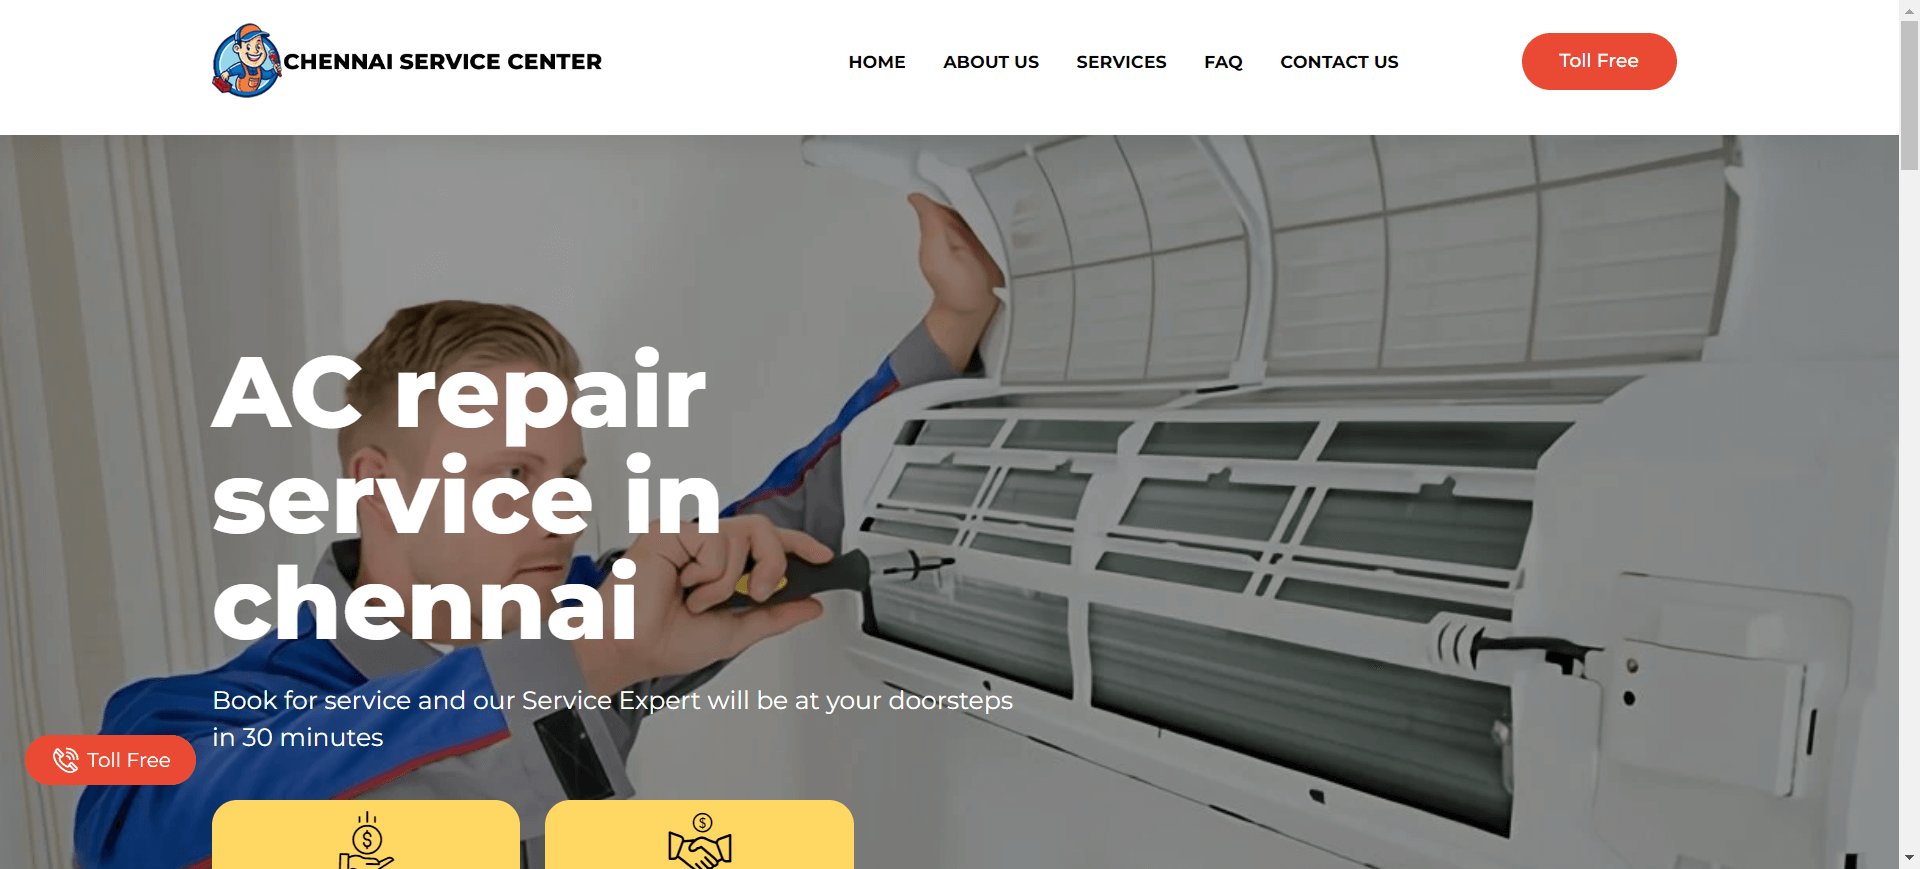 CHENNAI SERVICE CENTER
HOME
ABOUT US
SERVICES
FAQ
CONTACT US
Toll Free
AC repair
service in
chennai
Book for service and our Service Expert will be at your doorsteps
in 30 minutes
Toll Free
$
$